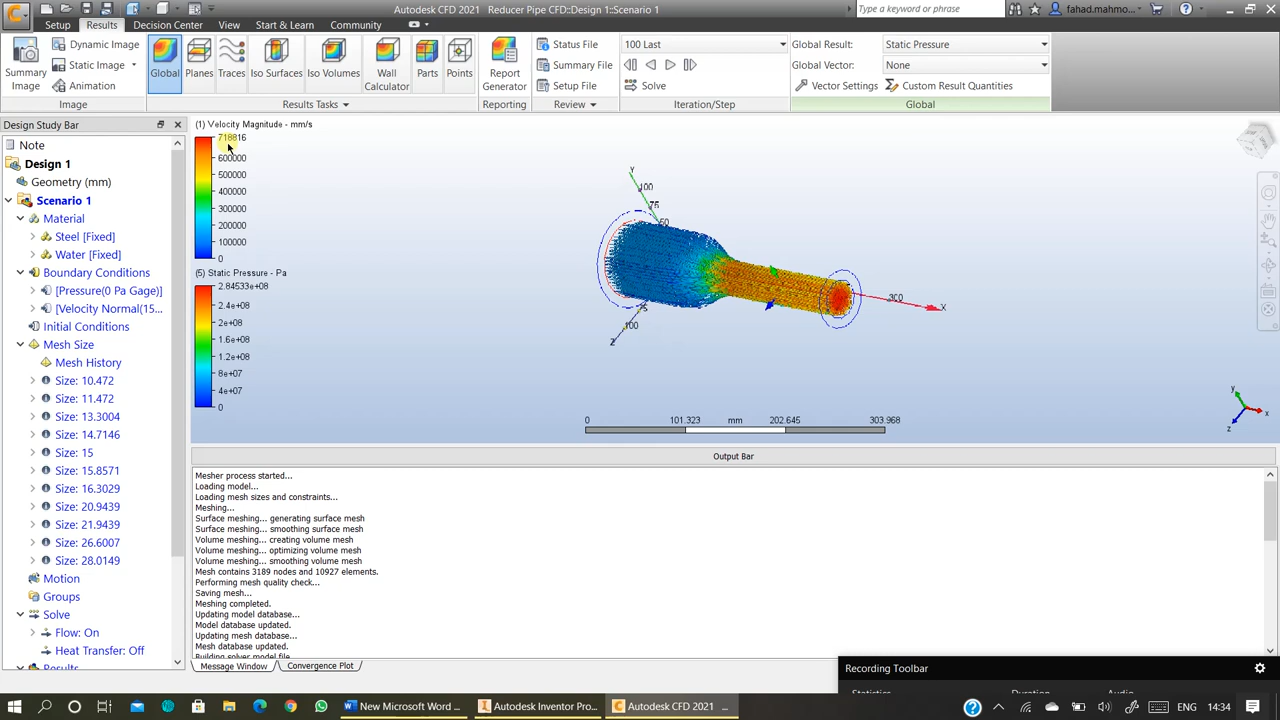 Autodesk CFD 2021   Reducer Pipe CFD::Design 1::Scenario 1
Type a keyword or phrase
fahad.mahmo...
Setup
Results
Decision Center
View
Start & Learn
Community
Summary
Image
Dynamic Image
Static Image
Animation
Image
Global
Planes
Traces
Iso Surfaces
Iso Volumes
Wall
Calculator
Parts
Points
Results Tasks
Report
Generator
Reporting
Status File
Summary File
Setup File
Review
100 Last
Solve
Iteration/Step
Global Result:
Static Pressure
Global Vector:
None
Vector Settings
Custom Result Quantities
Global
Design Study Bar
Note
Design 1
Geometry (mm)
Scenario 1
Material
Steel [Fixed]
Water [Fixed]
Boundary Conditions
[Pressure(0 Pa Gage)]
[Velocity Normal(15...
Initial Conditions
Mesh Size
Mesh History
Size: 10.472
Size: 11.472
Size: 13.3004
Size: 14.7146
Size: 15
Size: 15.8571
Size: 16.3029
Size: 20.9439
Size: 21.9439
Size: 26.6007
Size: 28.0149
Motion
Groups
Solve
Flow: On
Heat Transfer: Off
Results
(1) Velocity Magnitude - mm/s
718816
600000
500000
400000
300000
200000
100000
0
(5) Static Pressure - Pa
2.84533e+08
2.4e+08
2e+08
1.6e+08
1.2e+08
8e+07
4e+07
0
Y
100
75
50
75
100
Z
300
X
0
101.323
mm
202.645
303.968
y
x
z
Output Bar
Mesher process started...
Loading model...
Loading mesh sizes and constraints...
Meshing...
Surface meshing... generating surface mesh
Surface meshing... smoothing surface mesh
Volume meshing... creating volume mesh
Volume meshing... optimizing volume mesh
Volume meshing... smoothing volume mesh
Mesh contains 3189 nodes and 10927 elements.
Performing mesh quality check...
Saving mesh...
Meshing completed.
Updating model database...
Model database updated.
Updating mesh database...
Mesh database updated.
Building solver model file
Message Window
Convergence Plot
Recording Toolbar
Statistics
Duration
Audio
New Microsoft Word ...
Autodesk Inventor Pro...
Autodesk CFD 2021 ...
ENG
14:34